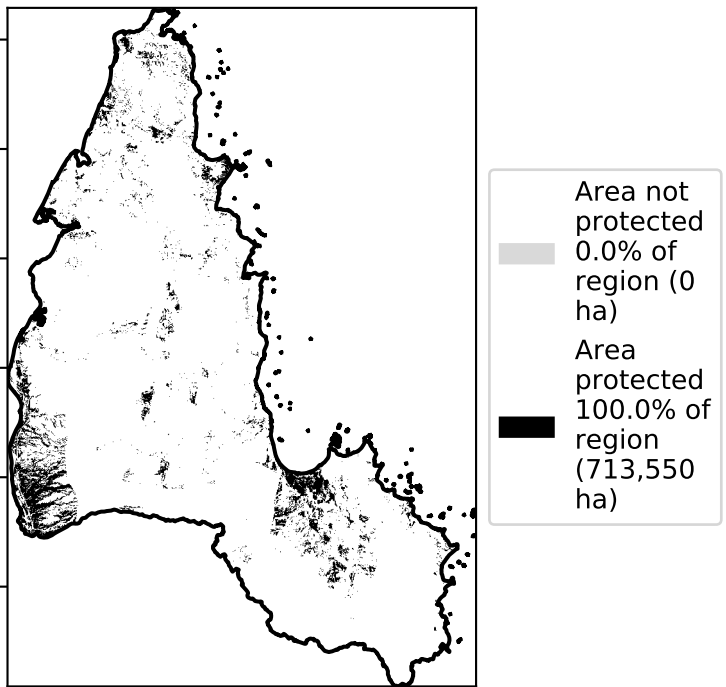 Area not
protected
0.0% of
region (0
ha)
Area
protected
100.0% of
region
(713,550
ha)